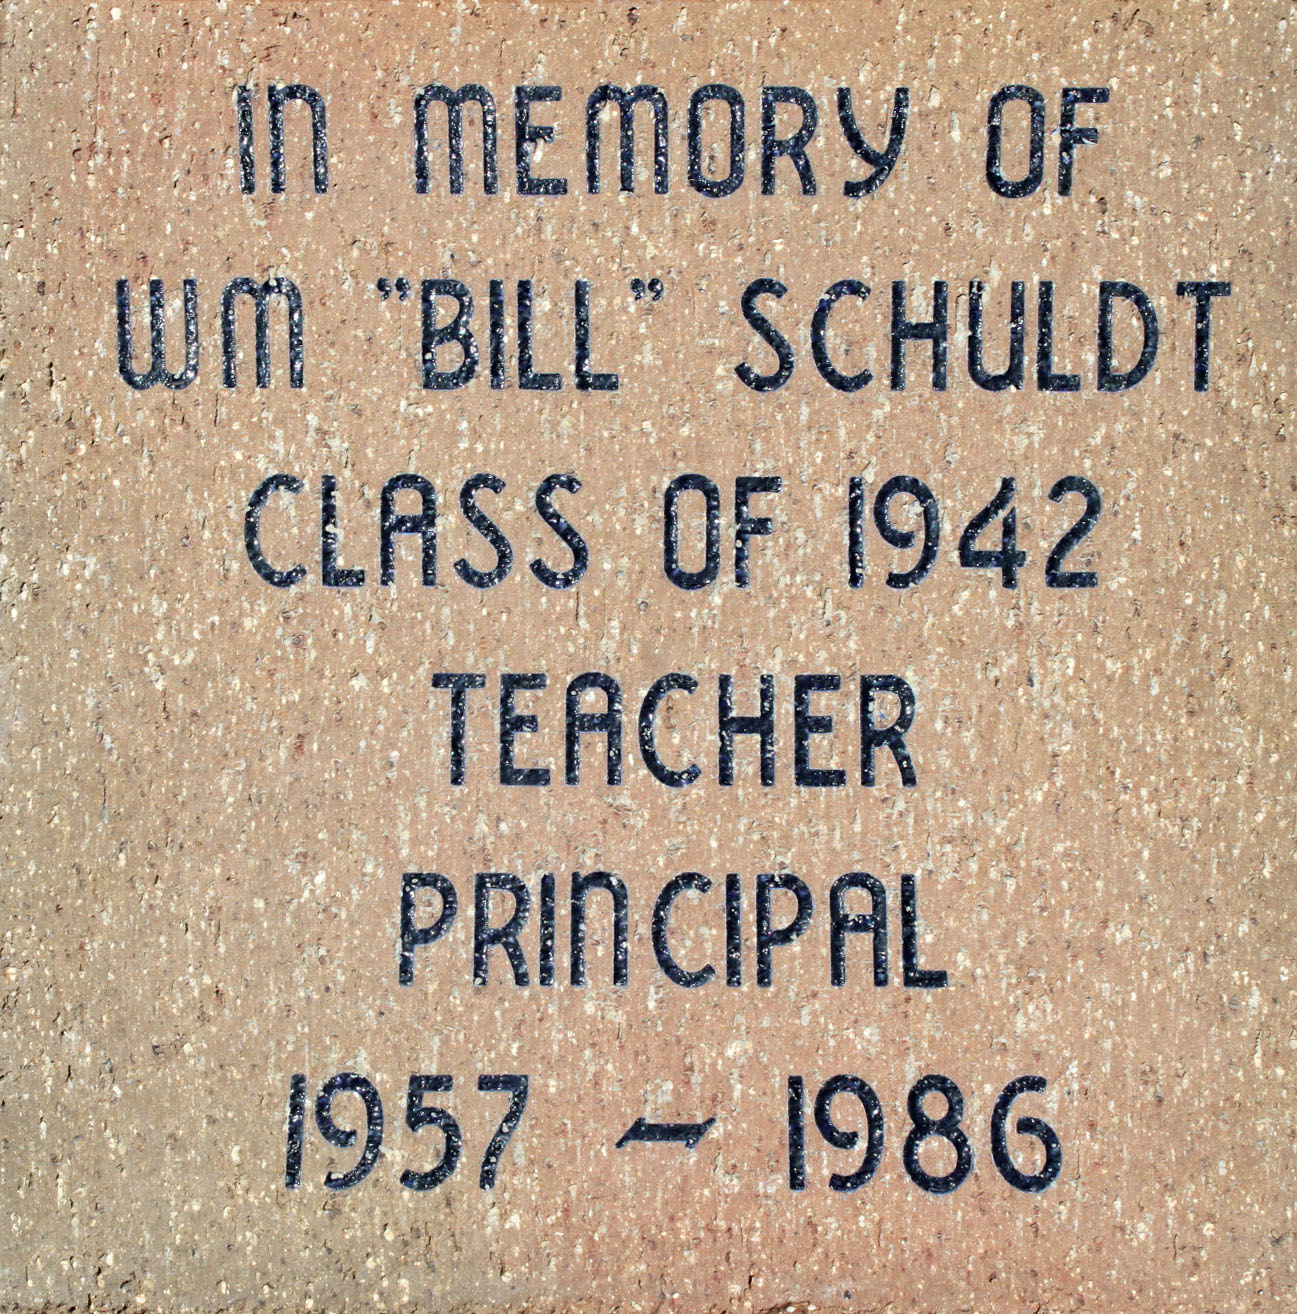 IN MEMORY OF
WM "BILL" SCHULDT
CLASS OF 1942
TEACHER
PRINCIPAL
1957 - 1986